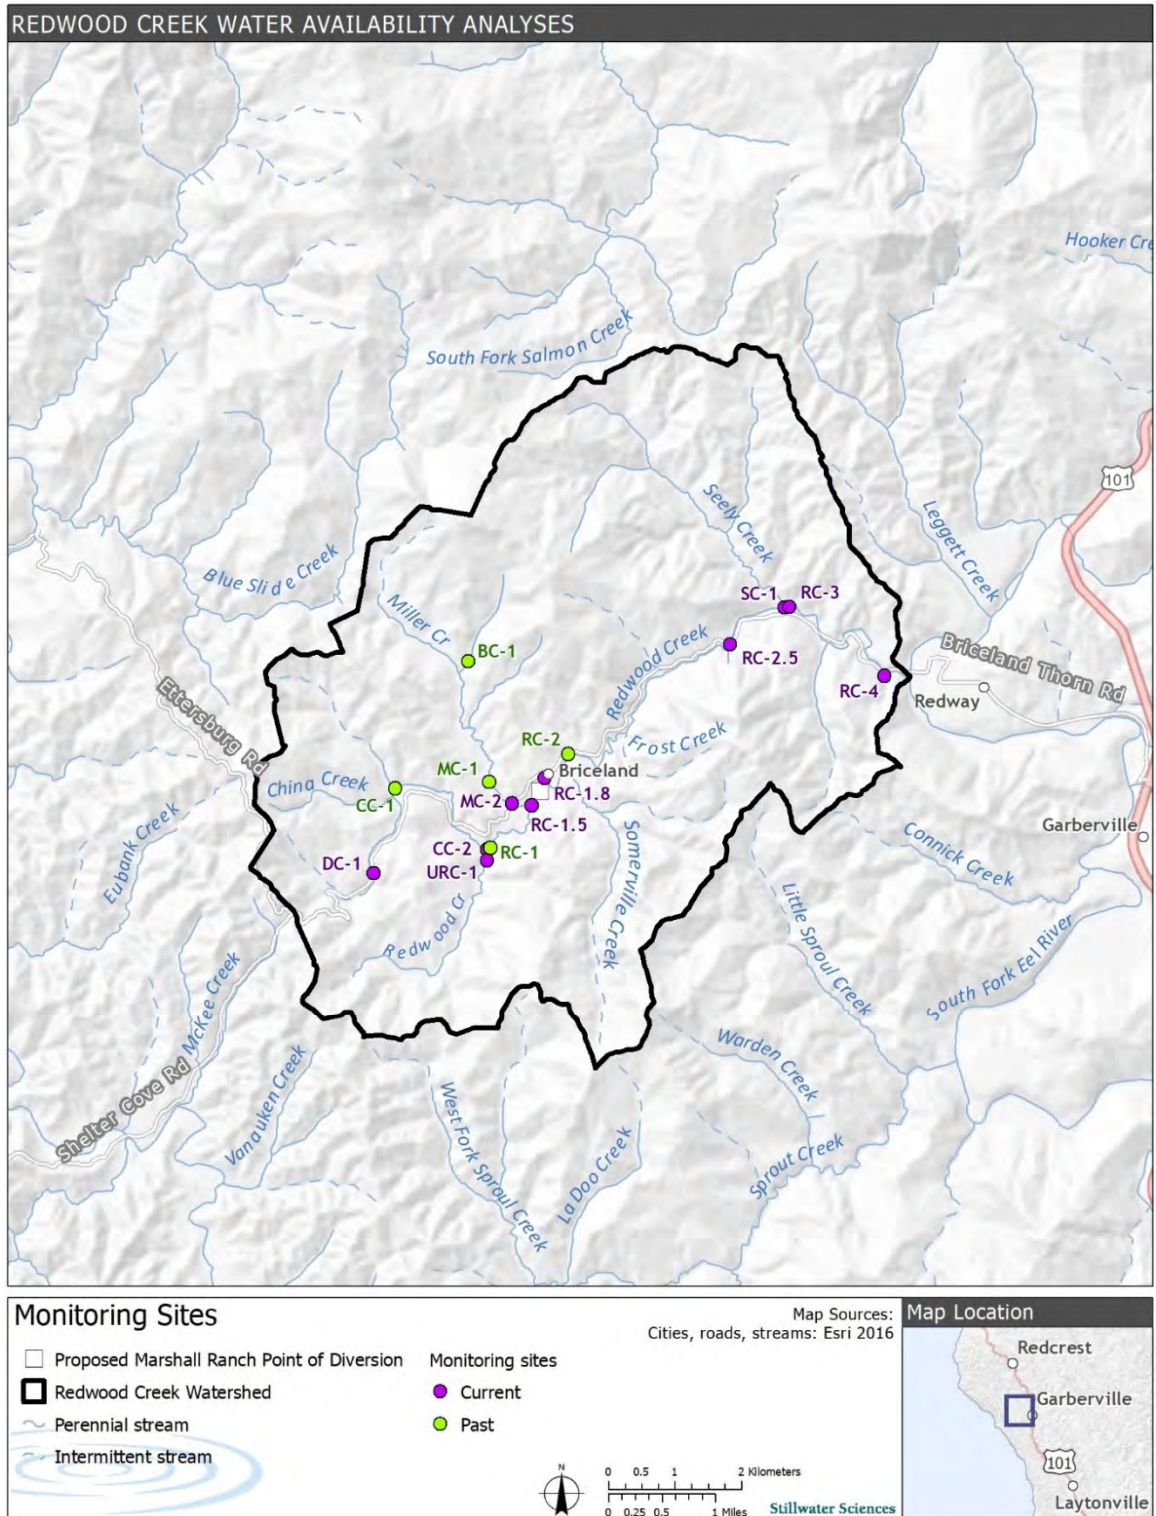 REDWOOD CREEK WATER AVAILABILITY ANALYSES
Hooker Cre
South Fork Salmon Creek
101
Seely Creek
Leggett Creek
Blue Slide Creek
Miller Cr
SC-1
RC-3
BC-1
Redwood Creek
RC-2.5
Briceland Thorn Rd
RC-4
Redway
Ettersburg Rd
RC-2
Frost Creek
China Creek
MC-1
Briceland
CC-1
MC-2
RC-1.8
RC-1.5
Garberville
Eubank Creek
CC-2
RC-1
DC-1
URC-1
Somerville Creek
Connick Creek
Redwood Cr
Little Sproul Creek
South Fork Eel River
McKee Creek
Warden Creek
Shelter Cove Rd
Vanauken Creek
West Fork Sproul Creek
La Doo Creek
Sprout Creek
Monitoring Sites
Map Sources:
Cities, roads, streams: Esri 2016
Proposed Marshall Ranch Point of Diversion
Monitoring sites
Redwood Creek Watershed
Current
Perennial stream
Past
Intermittent stream
N
0 0.5 1 2 Kilometers
0 0.25 0.5 1 Miles
Stillwater Sciences
Map Location
Redcrest
Garberville
101
Laytonville